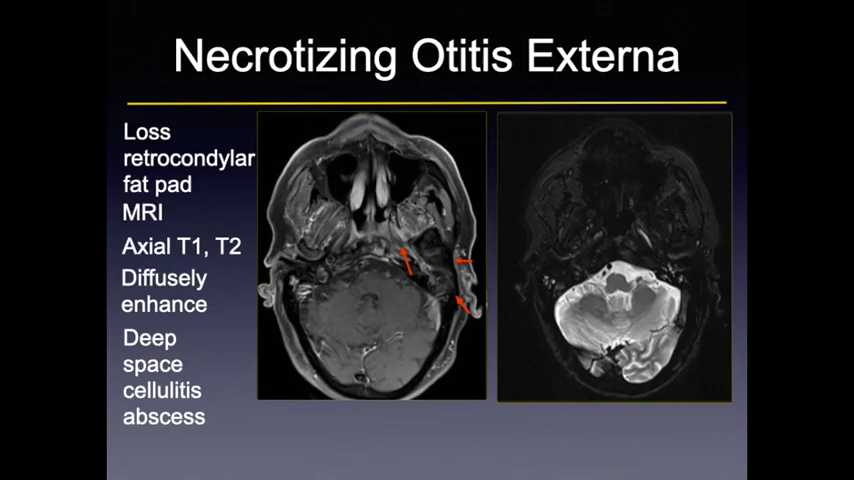 Necrotizing Otitis Externa
Loss
retrocondylar
fat pad
MRI
Axial T1, T2
Diffusely
enhance
Deep
space
cellulitis
abscess